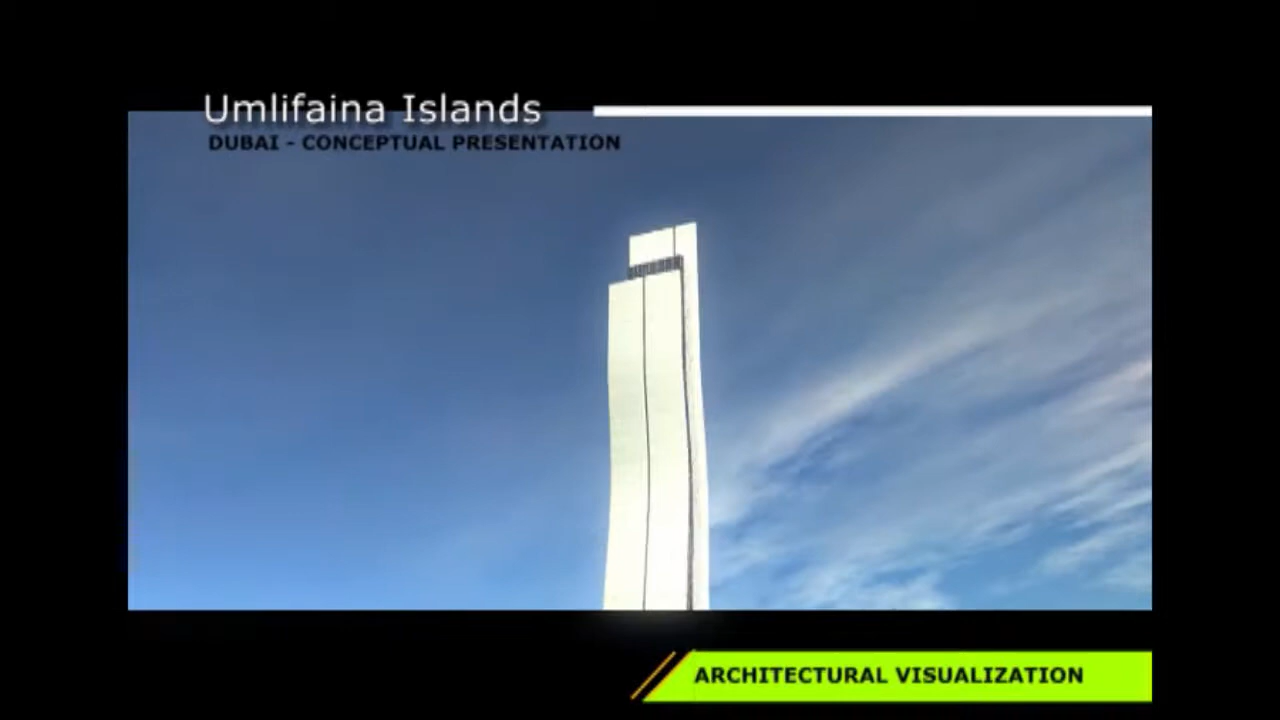 Umlifaina Islands
DUBAI - CONCEPTUAL PRESENTATION
ARCHITECTURAL VISUALIZATION